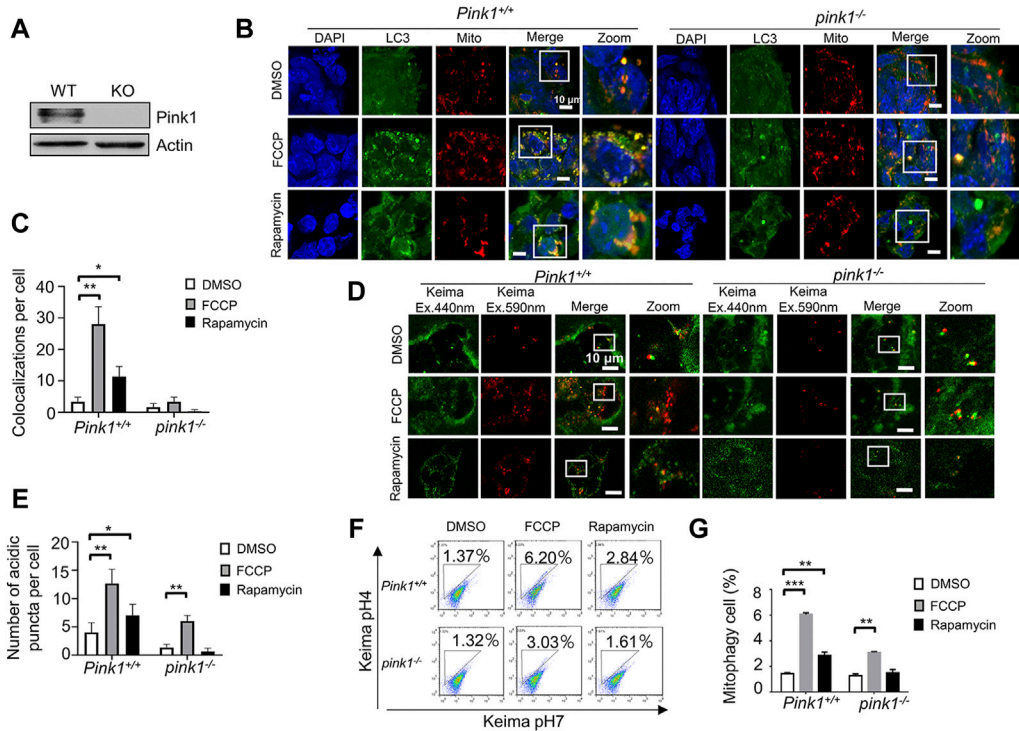 A
WT KO
Pink1
Actin
B
Pink1+/+ pink1-/-
DAPI LC3 Mito Merge Zoom DAPI LC3 Mito Merge Zoom
DMSO
10 μm
FCCP
Rapamycin
C
Colocalizations per cell
40
30
20
10
0
**
*
DMSO
FCCP
Rapamycin
Pink1+/+ pink1-/-
D
Pink1+/+ pink1-/-
Keima Ex.440nm
Keima Ex.590nm
Merge
Zoom
Keima Ex.440nm
Keima Ex.590nm
Merge
Zoom
DMSO
10 μm
FCCP
Rapamycin
E
Number of acidic
puncta per cell
20
15
10
5
0
*
**
**
DMSO
FCCP
Rapamycin
Pink1+/+ pink1-/-
F
DMSO FCCP Rapamycin
Keima pH4
Pink1+/+
1.37% 6.20% 2.84%
pink1-/-
1.32% 3.03% 1.61%
Keima pH7
G
Mitophagy cell (%)
8
6
4
2
0
**
***
**
DMSO
FCCP
Rapamycin
Pink1+/+ pink1-/-